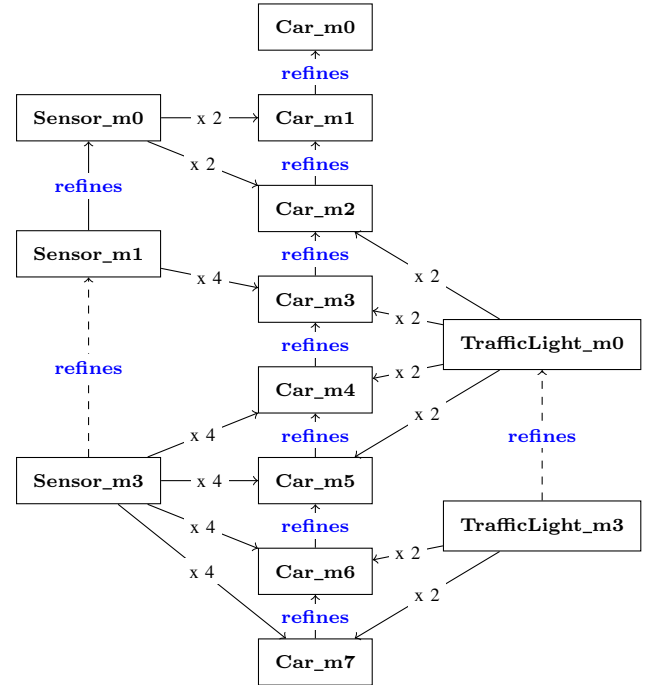 Car_m0
refines
Sensor_m0
x 2
Car_m1
x 2
refines
refines
Car_m2
Sensor_m1
x 4
refines
x 2
Car_m3
x 2
TrafficLight_m0
refines
refines
x 2
Car_m4
x 2
x 4
refines
refines
Sensor_m3
x 4
Car_m5
x 4
refines
TrafficLight_m3
x 2
Car_m6
x 4
refines
x 2
Car_m7